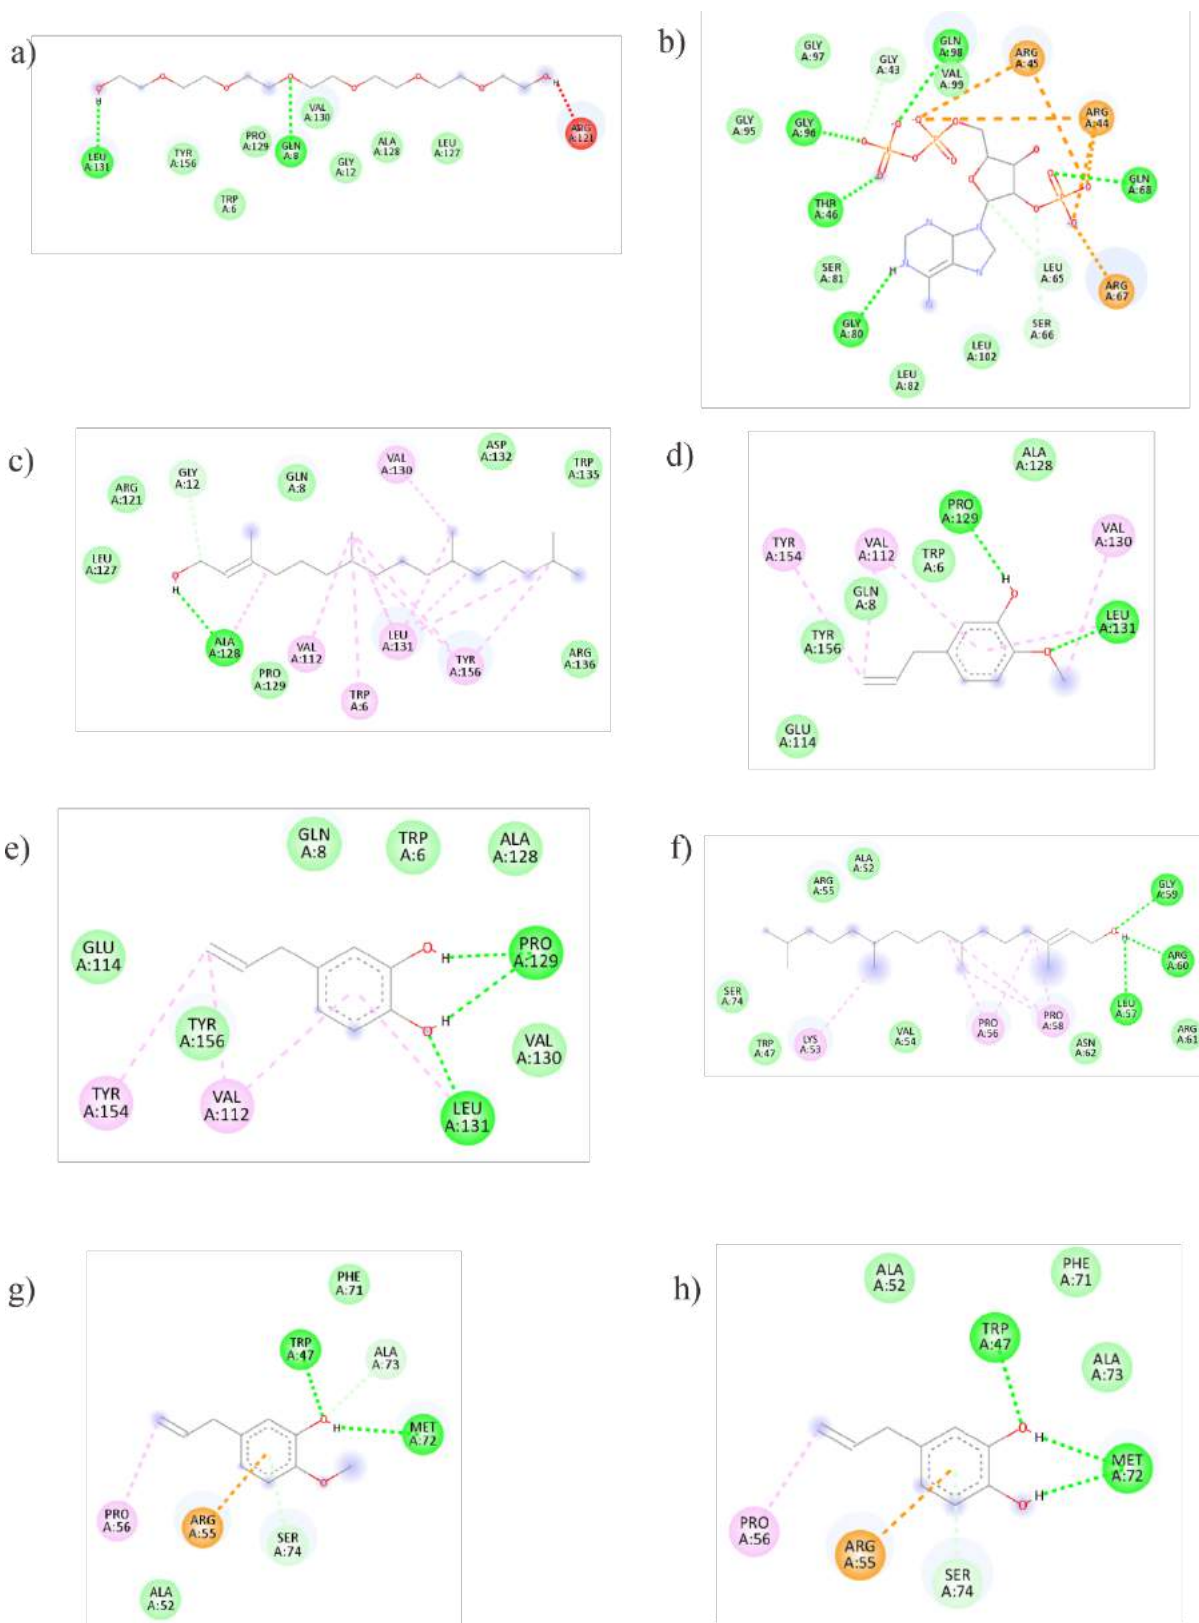 a)
VAL
A:130
PRO
A:129
GLN
A:8
ARG
A:121
LEU
A:131
TYR
A:156
GLY
A:12
ALA
A:128
LEU
A:127
TRP
A:6
O
H
O
O
O
O
O
O
O
H
b)
GLY
A:97
GLY
A:43
GLN
A:98
VAL
A:99
ARG
A:45
ARG
A:44
GLY
A:95
GLY
A:96
THR
A:46
GLN
A:68
SER
A:81
LEU
A:65
ARG
A:67
GLY
A:80
SER
A:66
LEU
A:102
LEU
A:82
c)
ARG
A:121
GLY
A:12
GLN
A:8
VAL
A:130
ASP
A:132
TRP
A:135
LEU
A:127
O
H
ALA
A:128
PRO
A:129
VAL
A:112
LEU
A:131
TYR
A:156
ARG
A:136
TRP
A:6
d)
ALA
A:128
PRO
A:129
TYR
A:154
VAL
A:112
TRP
A:6
VAL
A:130
GLN
A:8
H
O
LEU
A:131
TYR
A:156
O
GLU
A:114
e)
GLN
A:8
TRP
A:6
ALA
A:128
GLU
A:114
O
H
PRO
A:129
TYR
A:156
O
H
VAL
A:130
TYR
A:154
VAL
A:112
LEU
A:131
f)
ALA
A:52
ARG
A:55
GLY
A:59
O
H
ARG
A:60
SER
A:74
LEU
A:57
TRP
A:47
LYS
A:53
VAL
A:54
PRO
A:56
PRO
A:58
ASN
A:62
ARG
A:61
g)
PHE
A:71
TRP
A:47
ALA
A:73
O
H
MET
A:72
O
PRO
A:56
ARG
A:55
SER
A:74
ALA
A:52
h)
ALA
A:52
PHE
A:71
TRP
A:47
ALA
A:73
O
H
MET
A:72
O
H
PRO
A:56
ARG
A:55
SER
A:74